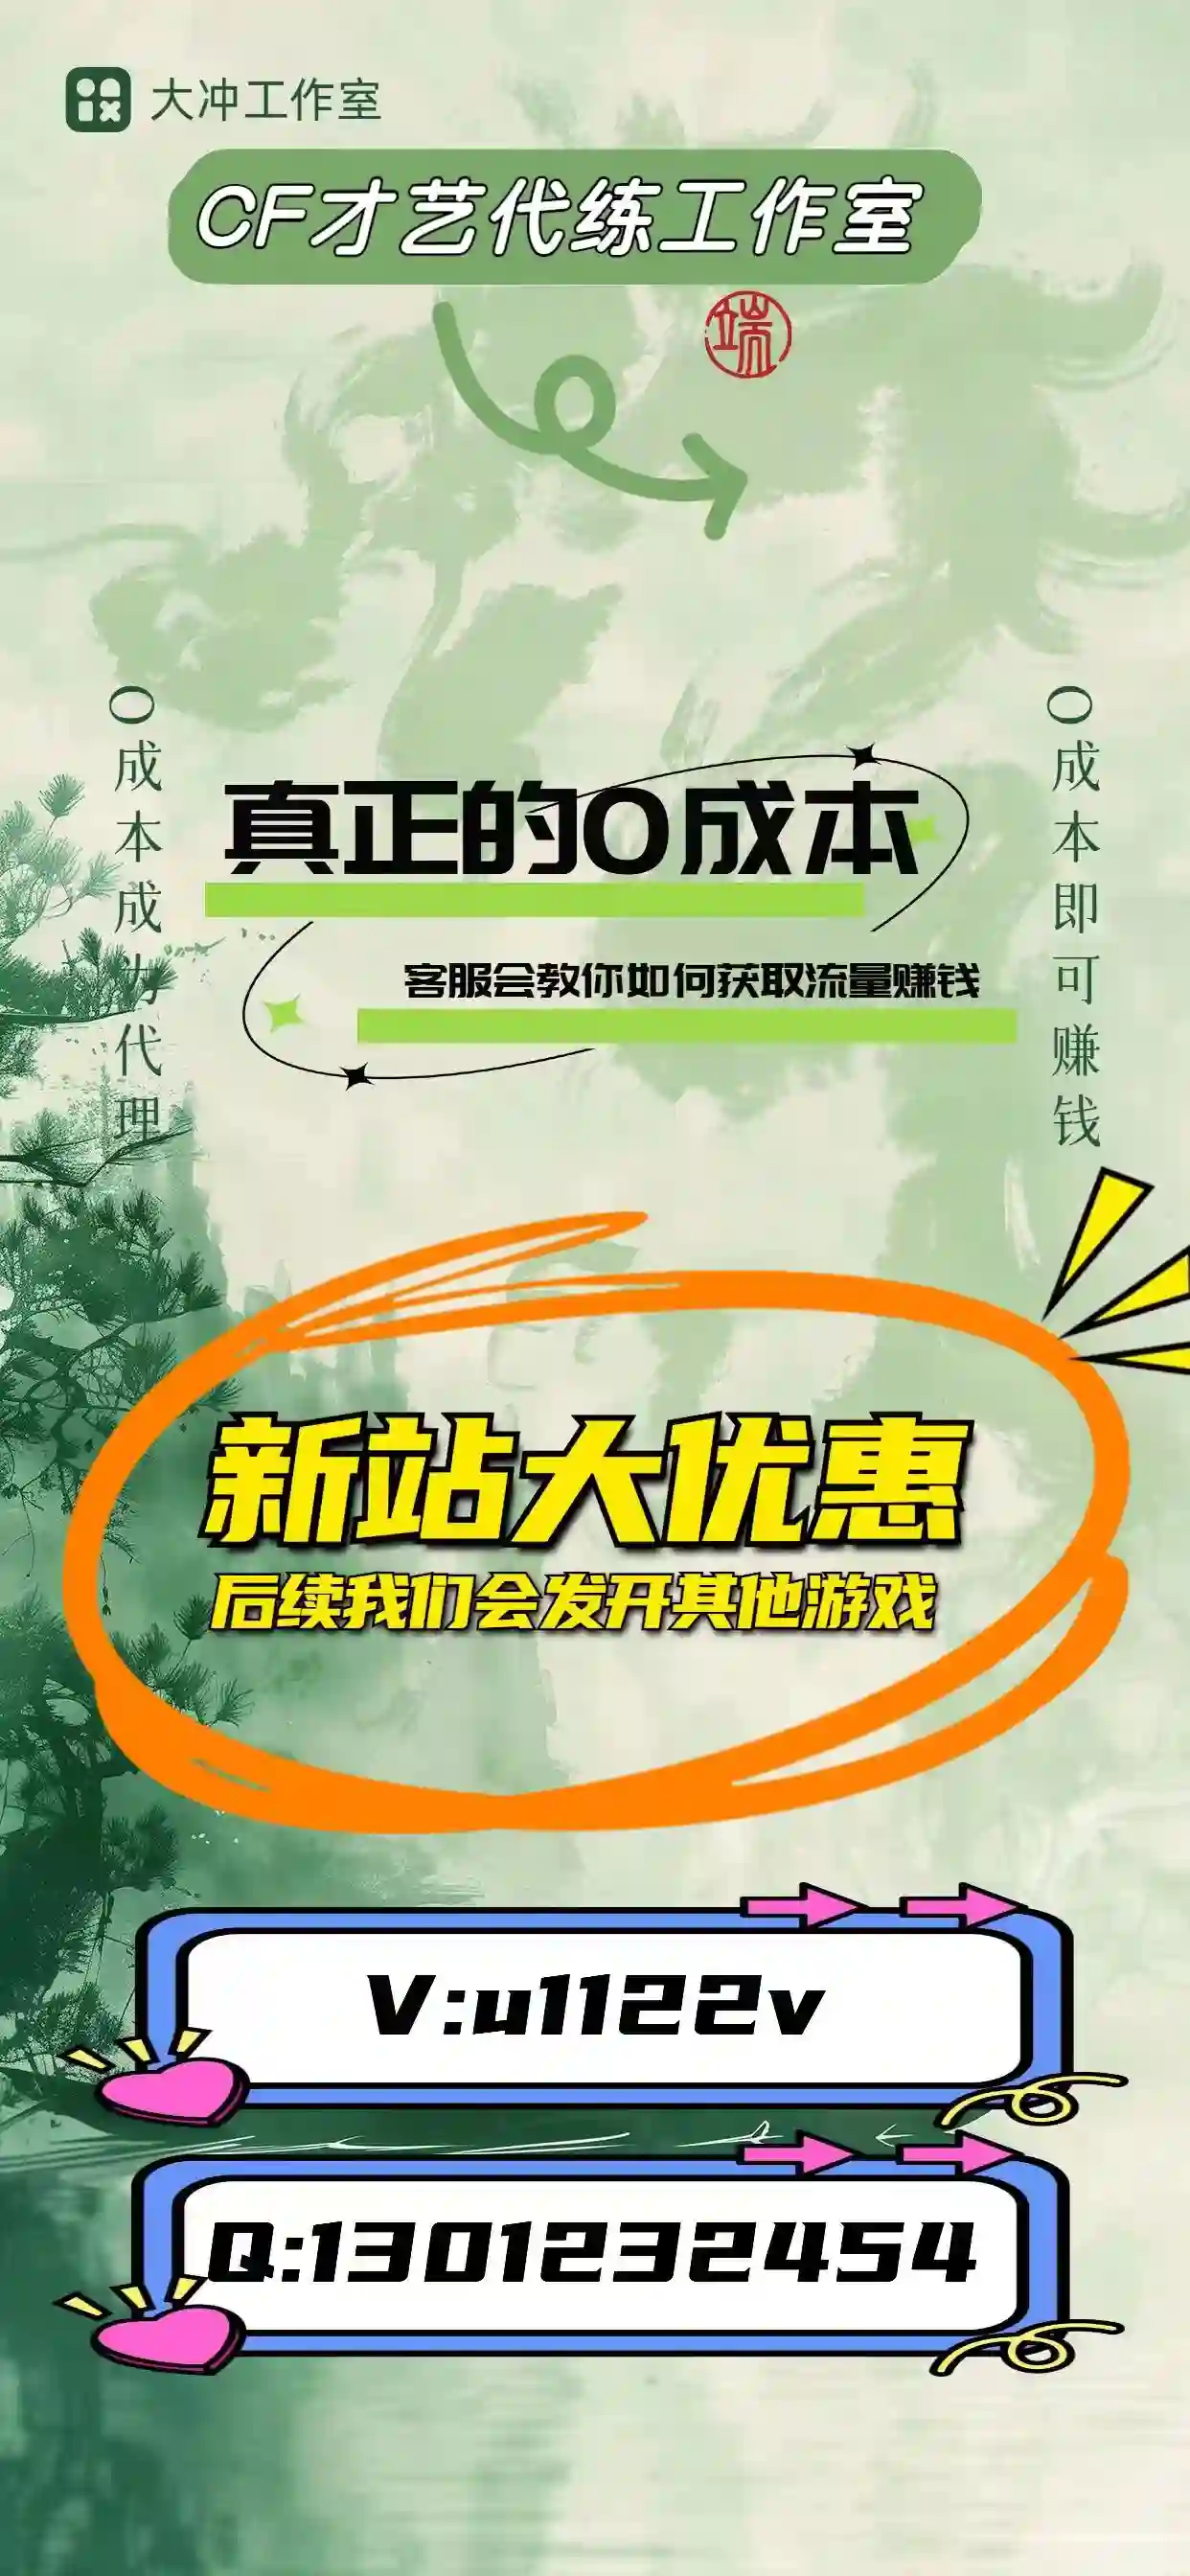 大冲工作室
CF才艺代练工作室
端
0成本成为代理
0成本即可赚钱
真正的0成本
客服会教你如何获取流量赚钱
新站大优惠
后续我们会发开其他游戏
V:u1122v
Q:1301232454